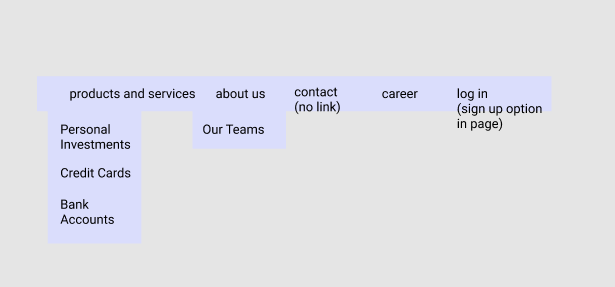 products and services
about us
contact
(no link)
career
log in
(sign up option
in page)
Personal
Investments
Credit Cards
Bank
Accounts
Our Teams